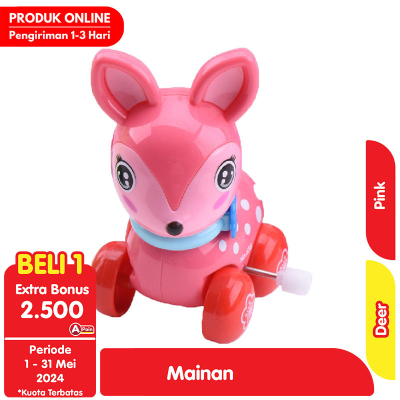 PRODUK ONLINE
Pengiriman 1-3 Hari
Pink
Deer
BELI 1
Extra Bonus
2.500
A Poin
Periode
1 - 31 Mei
2024
*Kuota Terbatas
Mainan